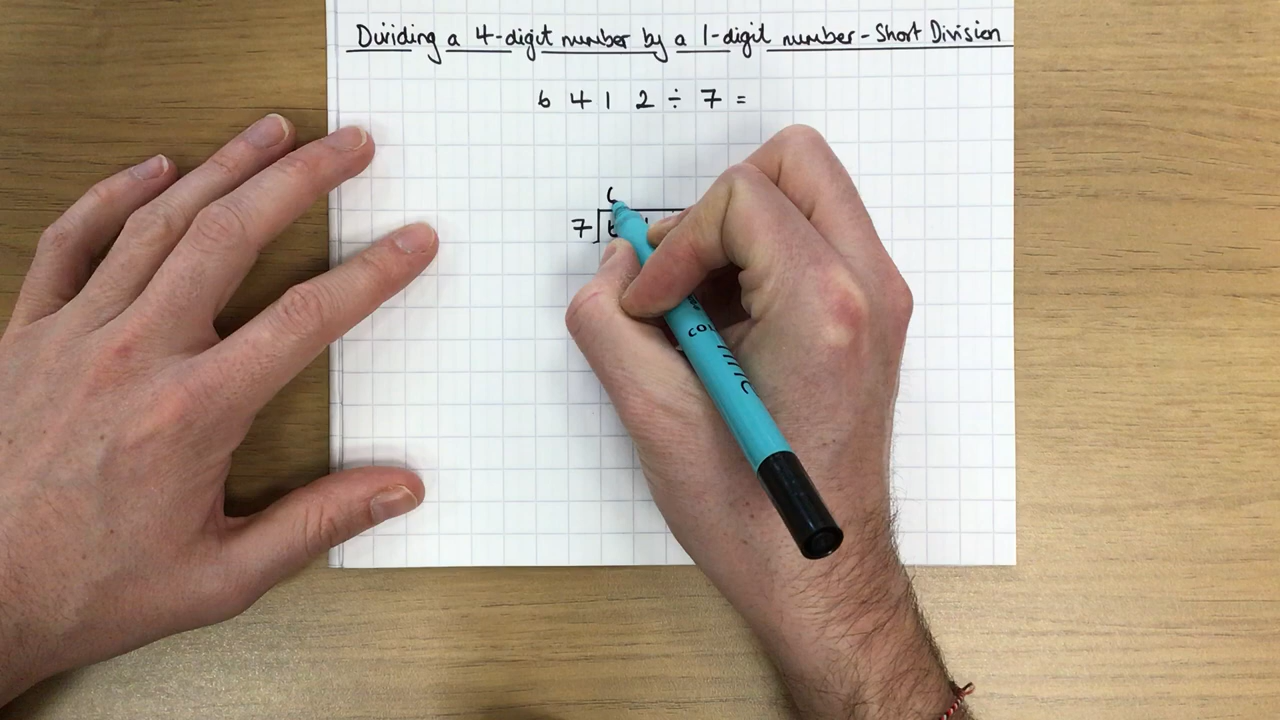 Dividing a 4-digit number by a 1-digit number - Short Division
6 4 1 2 ÷ 7 =
7